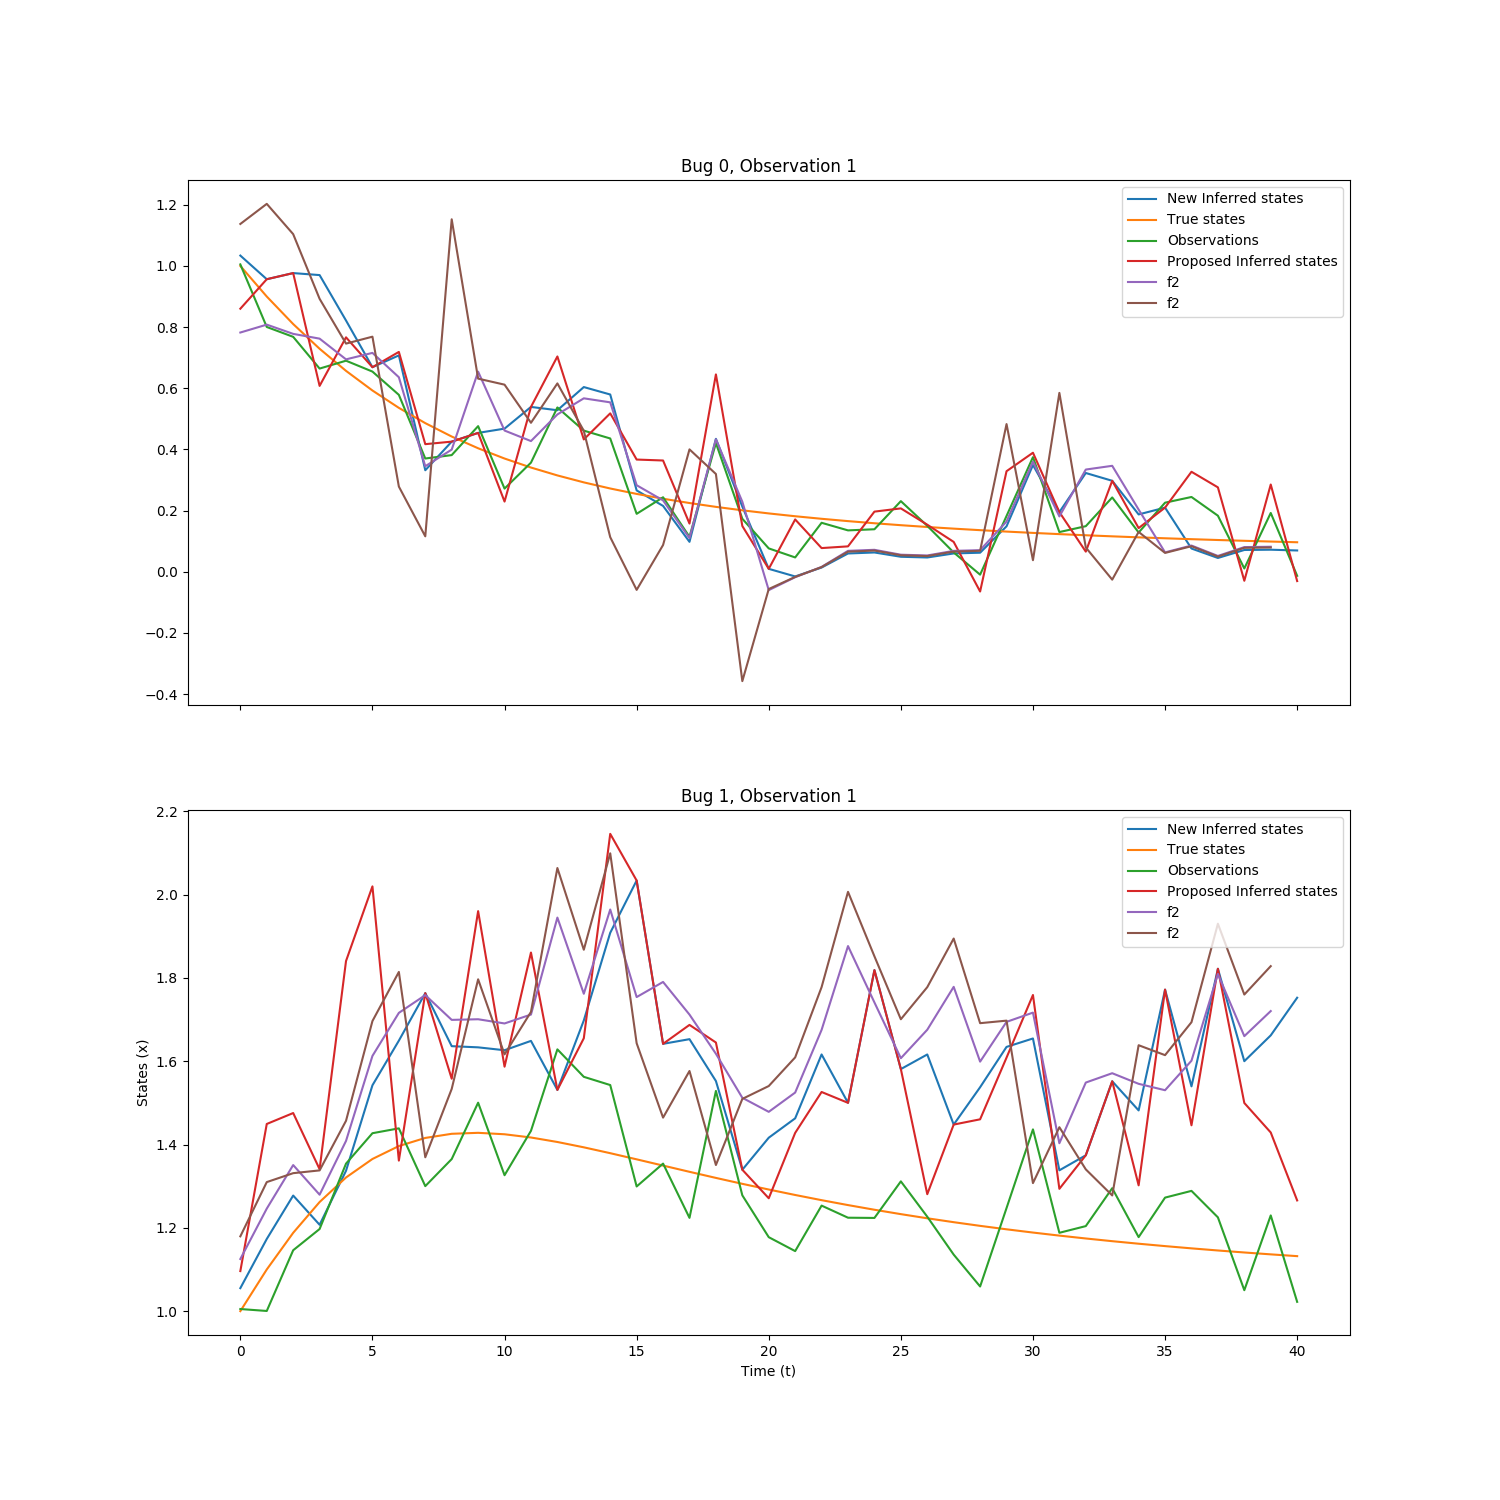 Bug 0, Observation 1
1.2
1.0
0.8
0.6
0.4
0.2
0.0
−0.2
−0.4
New Inferred states
True states
Observations
Proposed Inferred states
f2
f2
Bug 1, Observation 1
States (x)
2.2
2.0
1.8
1.6
1.4
1.2
1.0
New Inferred states
True states
Observations
Proposed Inferred states
f2
f2
0 5 10 15 20 25 30 35 40
Time (t)